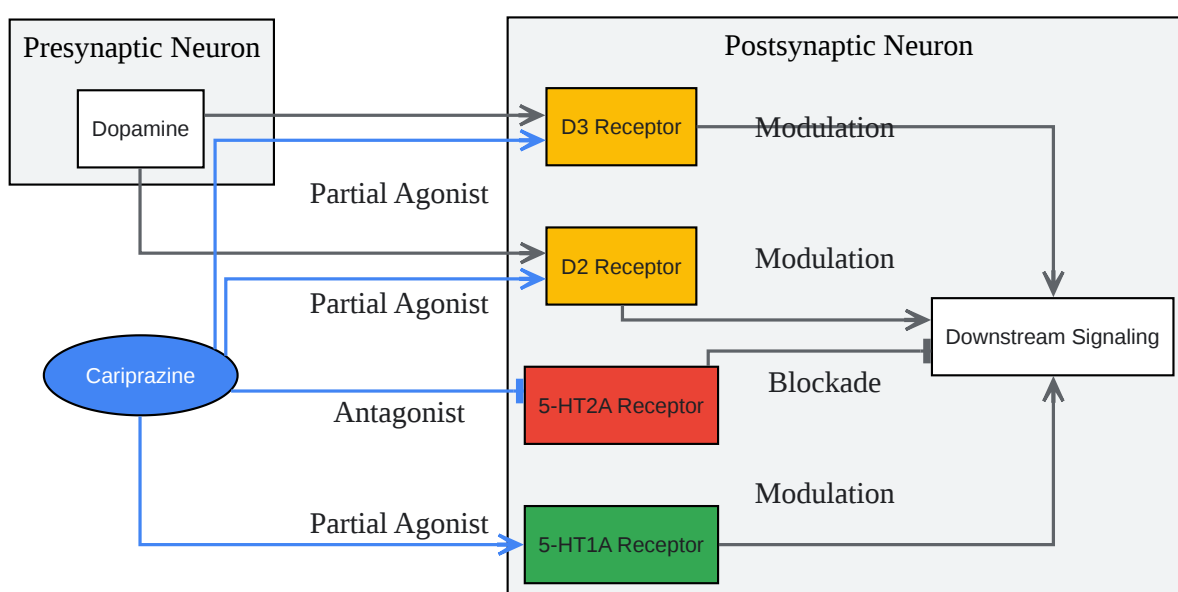 Presynaptic Neuron
Postsynaptic Neuron
Dopamine
D3 Receptor
Modulation
Partial Agonist
D2 Receptor
Modulation
Partial Agonist
Downstream Signaling
Cariprazine
Blockade
Antagonist
5-HT2A Receptor
Modulation
Partial Agonist
5-HT1A Receptor